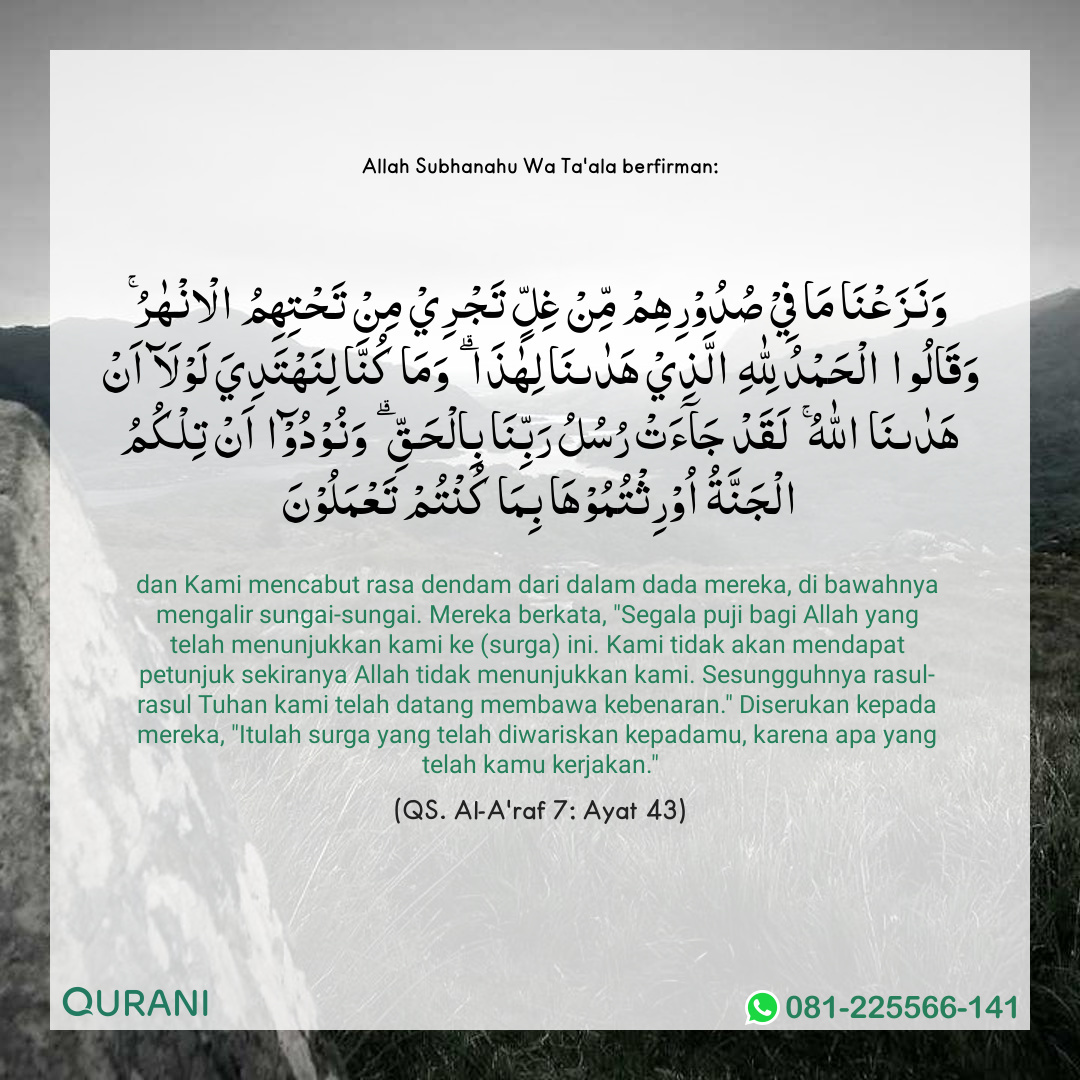 Allah Subhanahu Wa Ta'ala berfirman:
وَنَزَعْنَا مَا فِيْ صُدُوْرِهِمْ مِّنْ غِلٍّ تَجْرِيْ مِنْ تَحْتِهِمُ الْاَنْهٰرُۚ
وَقَالُوا الْحَمْدُ لِلّٰهِ الَّذِيْ هَدٰىنَا لِهٰذَاۗ وَمَا كُنَّا لِنَهْتَدِيَ لَوْلَآ اَنْ
هَدٰىنَا اللّٰهُۚ لَقَدْ جَاۤءَتْ رُسُلُ رَبِّنَا بِالْحَقِّۗ وَنُوْدُوْٓا اَنْ تِلْكُمُ
الْجَنَّةُ اُوْرِثْتُمُوْهَا بِمَا كُنْتُمْ تَعْمَلُوْنَ
dan Kami mencabut rasa dendam dari dalam dada mereka, di bawahnya
mengalir sungai-sungai. Mereka berkata, "Segala puji bagi Allah yang
telah menunjukkan kami ke (surga) ini. Kami tidak akan mendapat
petunjuk sekiranya Allah tidak menunjukkan kami. Sesungguhnya rasul-
rasul Tuhan kami telah datang membawa kebenaran." Diserukan kepada
mereka, "Itulah surga yang telah diwariskan kepadamu, karena apa yang
telah kamu kerjakan."
(QS. Al-A'raf 7: Ayat 43)
QURANI
081-225566-141